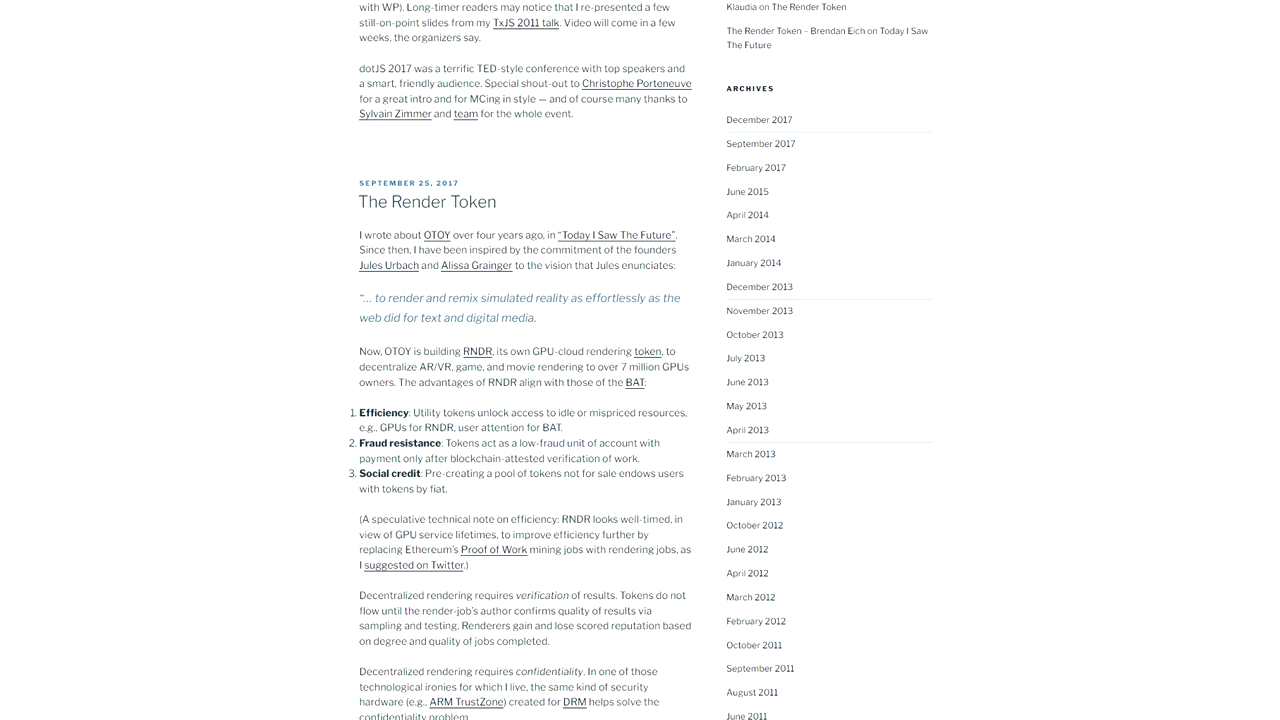 with WP). Long-timer readers may notice that I re-presented a few
still-on-point slides from my TxJS 2011 talk. Video will come in a few
weeks, the organizers say.
dotJS 2017 was a terrific TED-style conference with top speakers and
a smart, friendly audience. Special shout-out to Christophe Porteneuve
for a great intro and for MCing in style — and of course many thanks to
Sylvain Zimmer and team for the whole event.
SEPTEMBER 25, 2017
The Render Token
I wrote about OTOY over four years ago, in “Today I Saw The Future”.
Since then, I have been inspired by the commitment of the founders
Jules Urbach and Alissa Grainger to the vision that Jules enunciates:
“... to render and remix simulated reality as effortlessly as the
web did for text and digital media.
Now, OTOY is building RNDR, its own GPU-cloud rendering token, to
decentralize AR/VR, game, and movie rendering to over 7 million GPUs
owners. The advantages of RNDR align with those of the BAT:
1. Efficiency: Utility tokens unlock access to idle or mispriced resources,
e.g., GPUs for RNDR, user attention for BAT.
2. Fraud resistance: Tokens act as a low-fraud unit of account with
payment only after blockchain-attested verification of work.
3. Social credit: Pre-creating a pool of tokens not for sale endows users
with tokens by fiat.
(A speculative technical note on efficiency: RNDR looks well-timed, in
view of GPU service lifetimes, to improve efficiency further by
replacing Ethereum’s Proof of Work mining jobs with rendering jobs, as
I suggested on Twitter.)
Decentralized rendering requires verification of results. Tokens do not
flow until the render-job’s author confirms quality of results via
sampling and testing. Renderers gain and lose scored reputation based
on degree and quality of jobs completed.
Decentralized rendering requires confidentiality. In one of those
technological ironies for which I live, the same kind of security
hardware (e.g., ARM TrustZone) created for DRM helps solve the
confidentiality problem.
Klaudia on The Render Token
The Render Token – Brendan Eich on Today I Saw
The Future
ARCHIVES
December 2017
September 2017
February 2017
June 2015
April 2014
March 2014
January 2014
December 2013
November 2013
October 2013
July 2013
June 2013
May 2013
April 2013
March 2013
February 2013
January 2013
October 2012
June 2012
April 2012
March 2012
February 2012
October 2011
September 2011
August 2011
June 2011